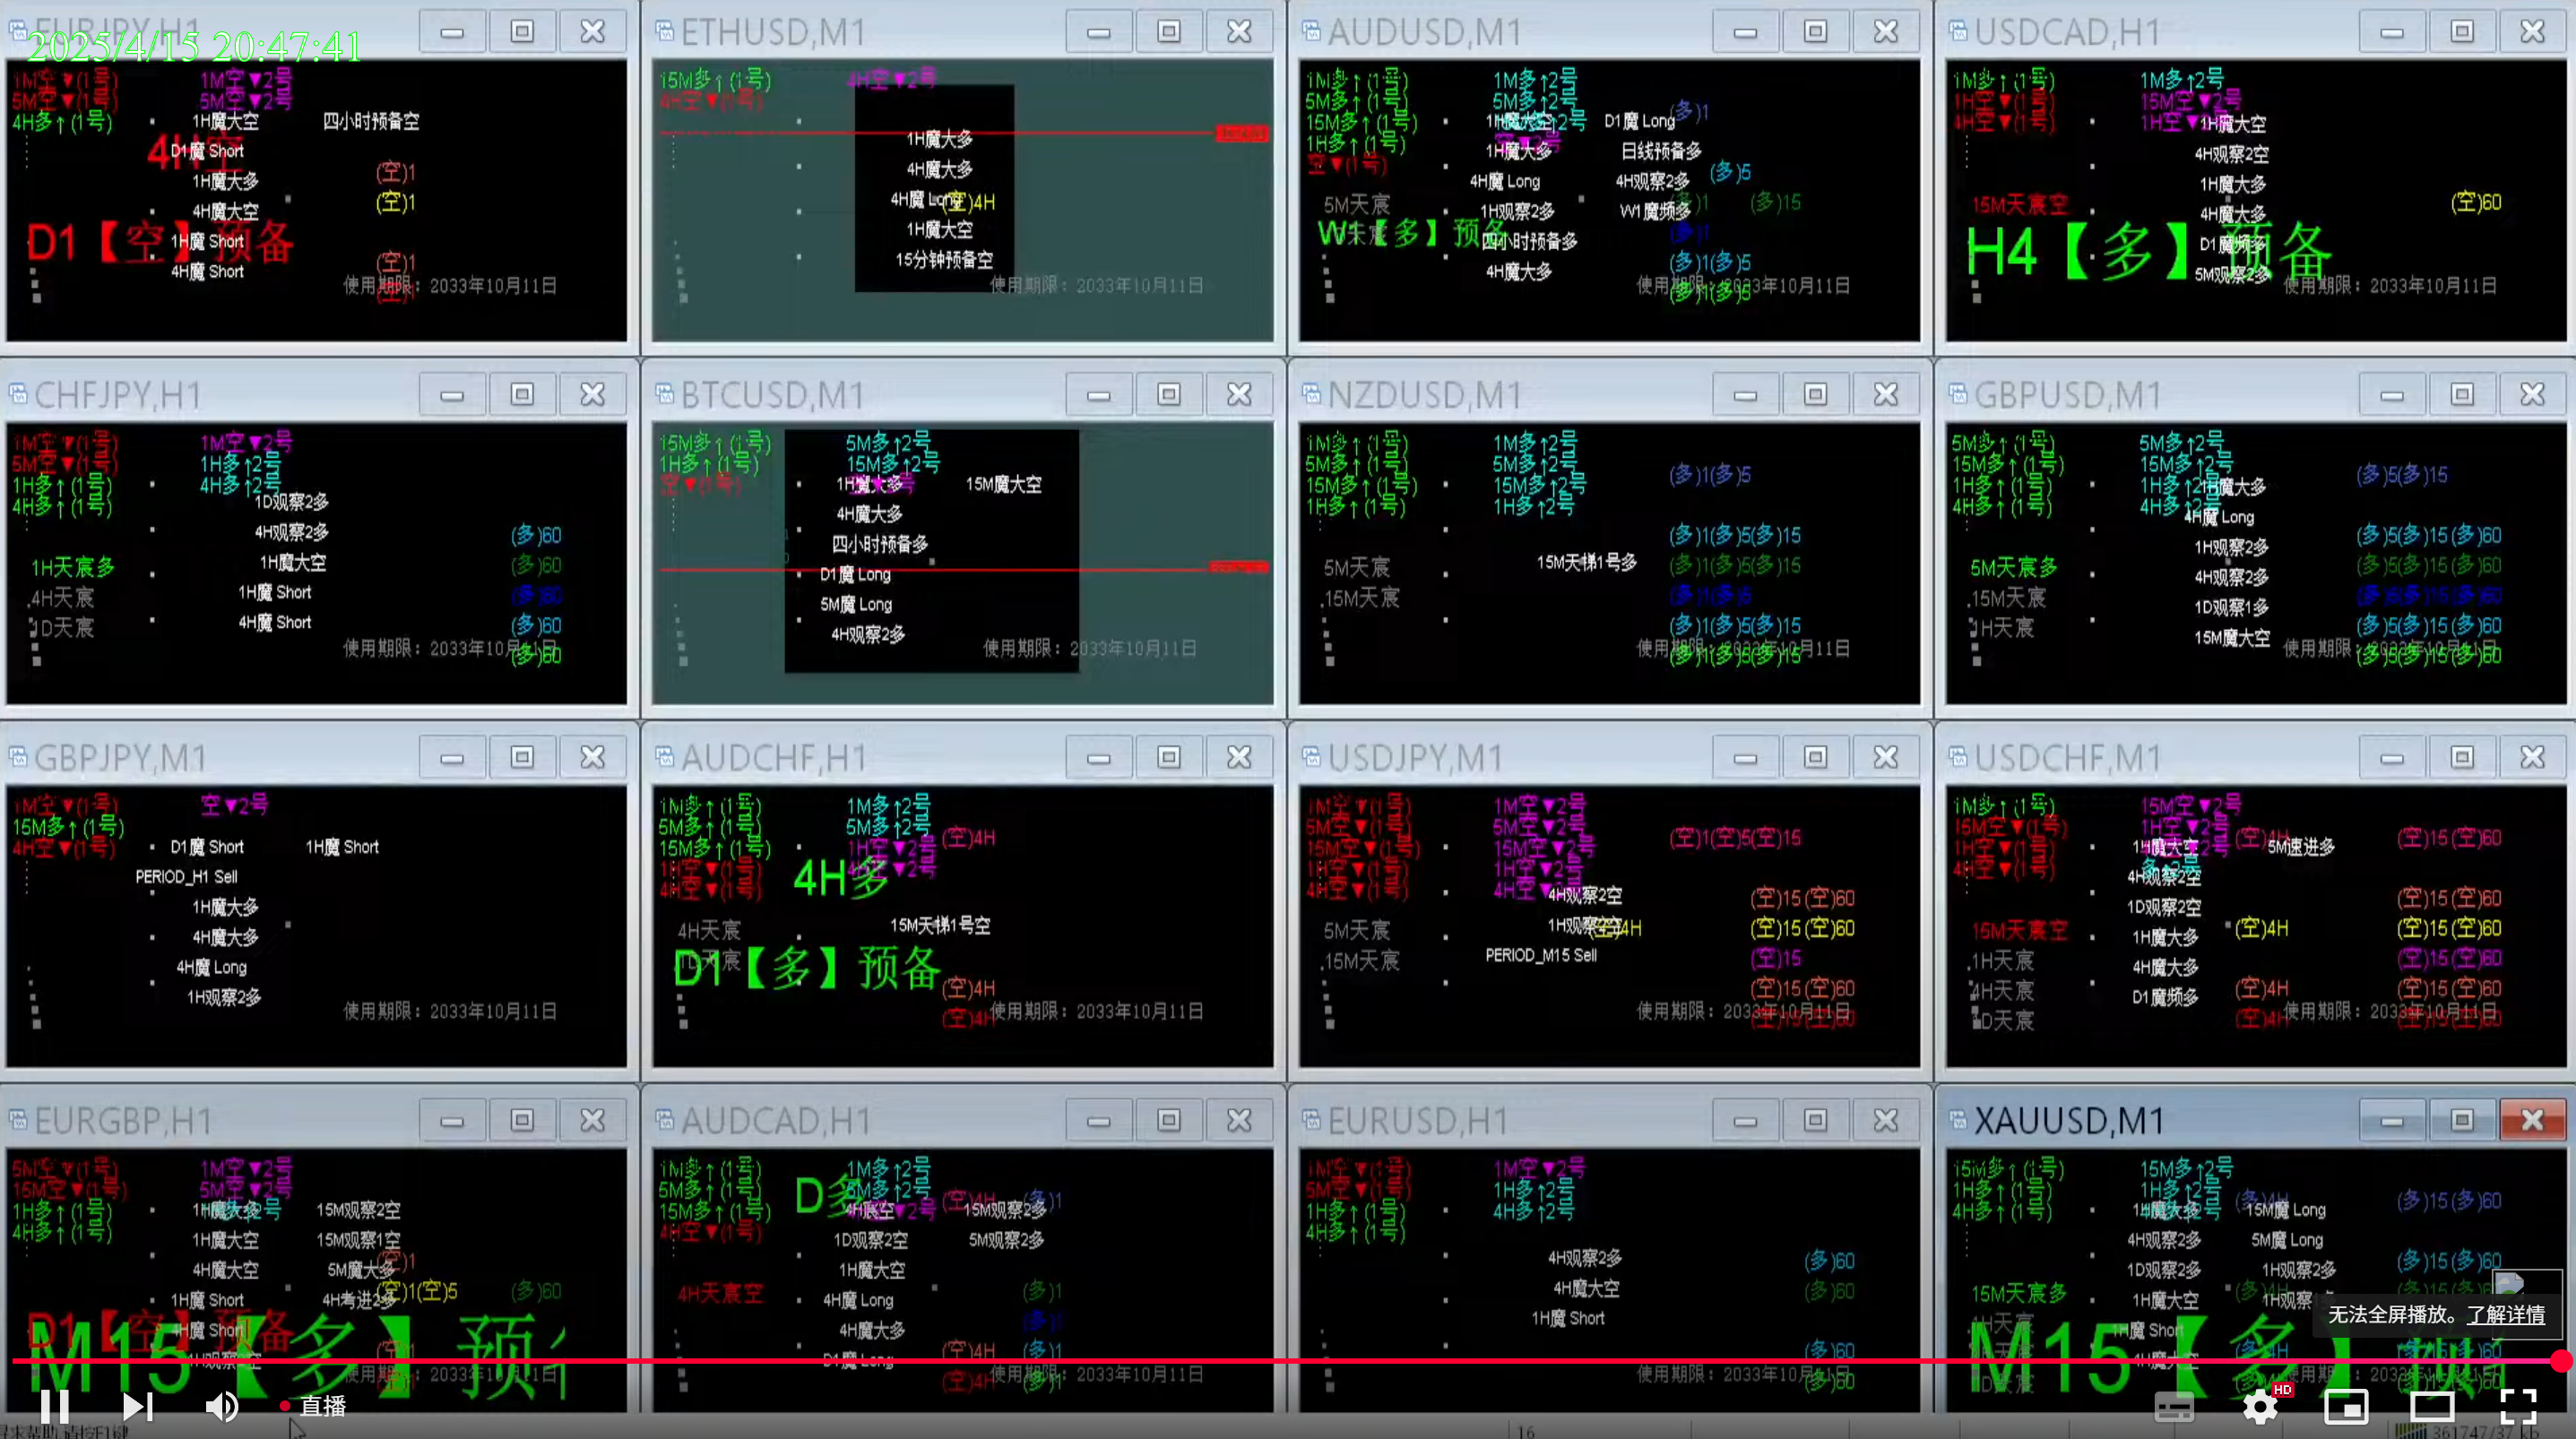 EURJPY,H1
2025/4/15 20:47:41
1M空▼(1号) 1M空▼2号
5M空▼(1号) 5M空▼2号
4H多↑(1号) 1H魔大空 四小时预备空
4H空
D1魔 Short
(空)1
1H魔大多
(空)1
4H魔大空
D1【空】预备
1H魔 Short
(空)1
4H魔 Short
使用期限：2033年10月11日
ETHUSD,M1
15M多↑(1号) 4H空▼2号
4H空▼(1号)
1H魔大多
4H魔大多
4H魔 Long
(空)4H
1H魔大空
15分钟预备空
使用期限：2033年10月11日
AUDUSD,M1
1M多↑(1号) 1M多↑2号
5M多↑(1号) 5M多↑2号
15M多↑(1号) 1H魔大空 D1魔 Long (多)1
1H多↑(1号)
1H魔大多 日线预备多
空▼(1号)
4H魔 Long 4H观察2多 (多)5
5M天宸 (多)15
1H观察2多 W1魔频多
W1【多】预备
四小时预备多
4H魔大多 (多)1(多)5
使用期限：2033年10月11日
(多)1(多)5
USDCAD,H1
1M多↑(1号) 1M多↑2号
1H空▼(1号) 15M空▼2号
4H空▼(1号) 1H空▼2号
1H魔大空
4H观察2空
1H魔大多
15M天宸空 (空)60
4H魔大多
H4【多】预备
D1魔频多
5M观察2多
使用期限：2033年10月11日
CHFJPY,H1
1M空▼(1号) 1M空▼2号
5M空▼(1号) 1H多↑2号
1H多↑(1号) 4H多↑2号
4H多↑(1号) 1D观察2多
4H观察2多 (多)60
1H天宸多 1H魔大空 (多)60
4H天宸 1H魔 Short (多)60
1D天宸 4H魔 Short (多)60
使用期限：2033年10月11日
(多)60
BTCUSD,M1
15M多↑(1号) 5M多↑2号
1H多↑(1号) 15M多↑2号
空▼(1号) 1H魔大多 15M魔大空
4H魔大多
四小时预备多
D1魔 Long
5M魔 Long
4H观察2多
使用期限：2033年10月11日
NZDUSD,M1
1M多↑(1号) 1M多↑2号
5M多↑(1号) 5M多↑2号 (多)1(多)5
15M多↑(1号) 15M多↑2号
1H多↑(1号) 1H多↑2号
(多)1(多)5(多)15
5M天宸 15M天梯1号多 (多)1(多)5(多)15
15M天宸 (多)1(多)5
(多)1(多)5(多)15
使用期限：2033年10月11日
(多)1(多)5(多)15
GBPUSD,M1
5M多↑(1号) 5M多↑2号
15M多↑(1号) 15M多↑2号 (多)5(多)15
1H多↑(1号) 1H多↑2号 1H魔大多
4H多↑(1号) 4H多↑2号
4H魔 Long
1H观察2多 (多)5(多)15(多)60
5M天宸多 4H观察2多 (多)5(多)15(多)60
15M天宸 1D观察1多 (多)5(多)15(多)60
1H天宸 15M魔大空 (多)5(多)15(多)60
使用期限：2033年10月11日
(多)5(多)15(多)60
GBPJPY,M1
1M空▼(1号) 空▼2号
15M多↑(1号)
4H空▼(1号) D1魔 Short 1H魔 Short
PERIOD_H1 Sell
1H魔大多
4H魔大多
4H魔 Long
1H观察2多
使用期限：2033年10月11日
AUDCHF,H1
1M多↑(1号) 1M多↑2号
5M多↑(1号) 5M多↑2号
15M多↑(1号) 1H空▼2号 (空)4H
1H空▼(1号) 4H空▼2号
4H空▼(1号) 4H多
4H天宸 15M天梯1号空
1D天宸
D1【多】预备
(空)4H
使用期限：2033年10月11日
(空)4H
USDJPY,M1
1M空▼(1号) 1M空▼2号
5M空▼(1号) 5M空▼2号
15M空▼(1号) 15M空▼2号 (空)1(空)5(空)15
1H空▼(1号) 1H空▼2号
4H空▼(1号) 4H空▼2号
4H观察2空 (空)15(空)60
5M天宸 1H观察2空 (空)4H (空)15(空)60
15M天宸 PERIOD_M15 Sell (空)15
(空)15(空)60
使用期限：2033年10月11日
(空)15(空)60
USDCHF,M1
1M多↑(1号) 15M空▼2号
15M空▼(1号) 1H空▼2号
1H空▼(1号) 1H魔大空 (空)4H 5M速进多 (空)15(空)60
4H空▼(1号) 多↑2号
4H观察2空
1D观察2空 (空)15(空)60
15M天宸空 1H魔大多 (空)4H (空)15(空)60
1H天宸 4H魔大多 (空)15(空)60
4H天宸 D1魔频多 (空)4H (空)15(空)60
1D天宸 (空)4H (空)15(空)60
使用期限：2033年10月11日
EURGBP,H1
5M空▼(1号) 1M空▼2号
15M空▼(1号) 5M空▼2号
1H多↑(1号) 1H魔大多 15M观察2空
4H多↑(1号) 1H魔大空 15M观察1空
4H魔大空 5M魔大多 (空)1
1H魔 Short 4H考进2多 (空)1(空)5 (多)60
D1【空】预备
4H魔 Short
M15【多】预
使用期限：2033年10月11日
AUDCAD,H1
1M多↑(1号) 1M多↑2号
5M多↑(1号) 5M多↑2号
D多
15M多↑(1号) 4H震空 (空)4H 15M观察2多 (多)1
4H空▼(1号) 1D观察2空 5M观察2多
1H魔大空
4H天宸空 4H魔 Long (多)1
4H魔大多
D1魔 Long (空)4H (多)1
使用期限：2033年10月11日
(空)4H (多)1
EURUSD,H1
1M空▼(1号) 1M空▼2号
5M空▼(1号) 1H多↑2号
1H多↑(1号) 4H多↑2号
4H多↑(1号)
4H观察2多 (多)60
4H魔大空 (多)60
1H魔 Short
(多)60
使用期限：2033年10月11日
(多)60
XAUUSD,M1
15M多↑(1号) 15M多↑2号
1H多↑(1号) 1H多↑2号 (多)4H (多)15(多)60
4H多↑(1号) 1H魔大多 15M魔 Long
4H观察2多 5M魔 Long
1D观察2多 1H观察2多 (多)15(多)60
15M天宸多 1H魔大空 1H观察
4H天宸 1H魔 Short
M15【多】预
4H魔大空
无法全屏播放。了解详情
直播
HD
16
361747/37 kb